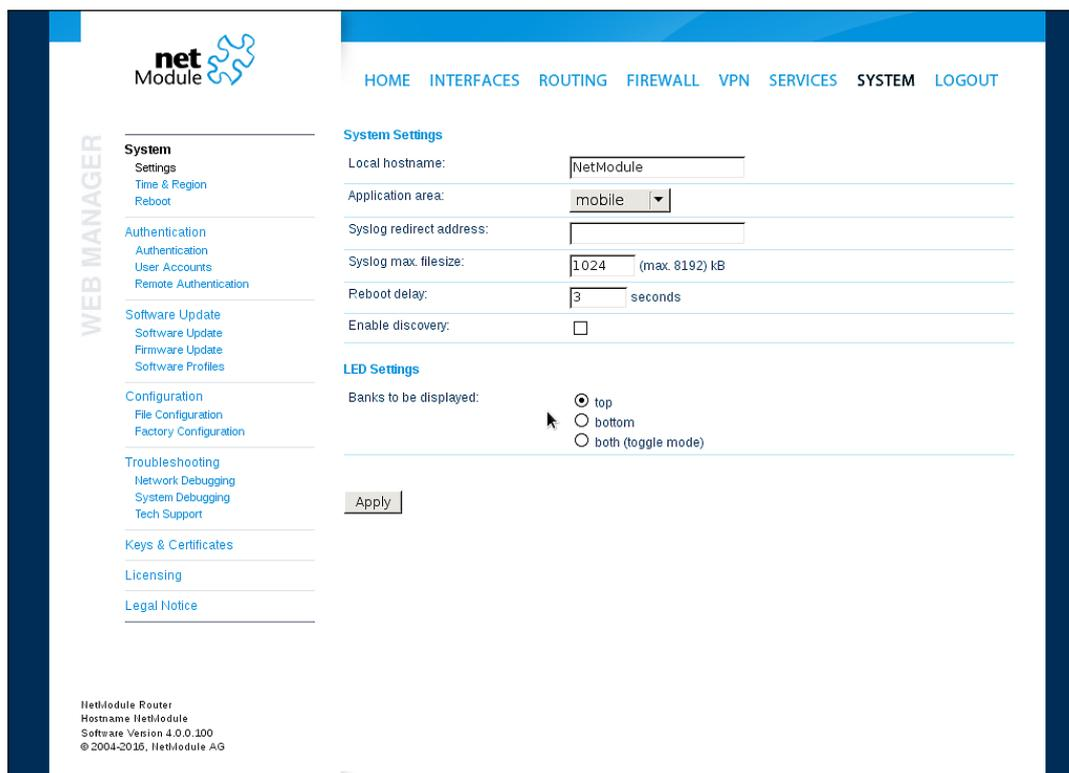 net
Module
HOME INTERFACES ROUTING FIREWALL VPN SERVICES SYSTEM LOGOUT
WEB MANAGER
System
Settings
Time & Region
Reboot
Authentication
Authentication
User Accounts
Remote Authentication
Software Update
Software Update
Firmware Update
Software Profiles
Configuration
File Configuration
Factory Configuration
Troubleshooting
Network Debugging
System Debugging
Tech Support
Keys & Certificates
Licensing
Legal Notice
System Settings
Local hostname: NetModule
Application area: mobile
Syslog redirect address:
Syslog max. filesize: 1024 (max. 8192) kB
Reboot delay: 3 seconds
Enable discovery:
LED Settings
Banks to be displayed: top
bottom
both (toggle mode)
Apply
NetModule Router
Hostname NetModule
Software Version 4.0.0.100
© 2004-2016, NetModule AG